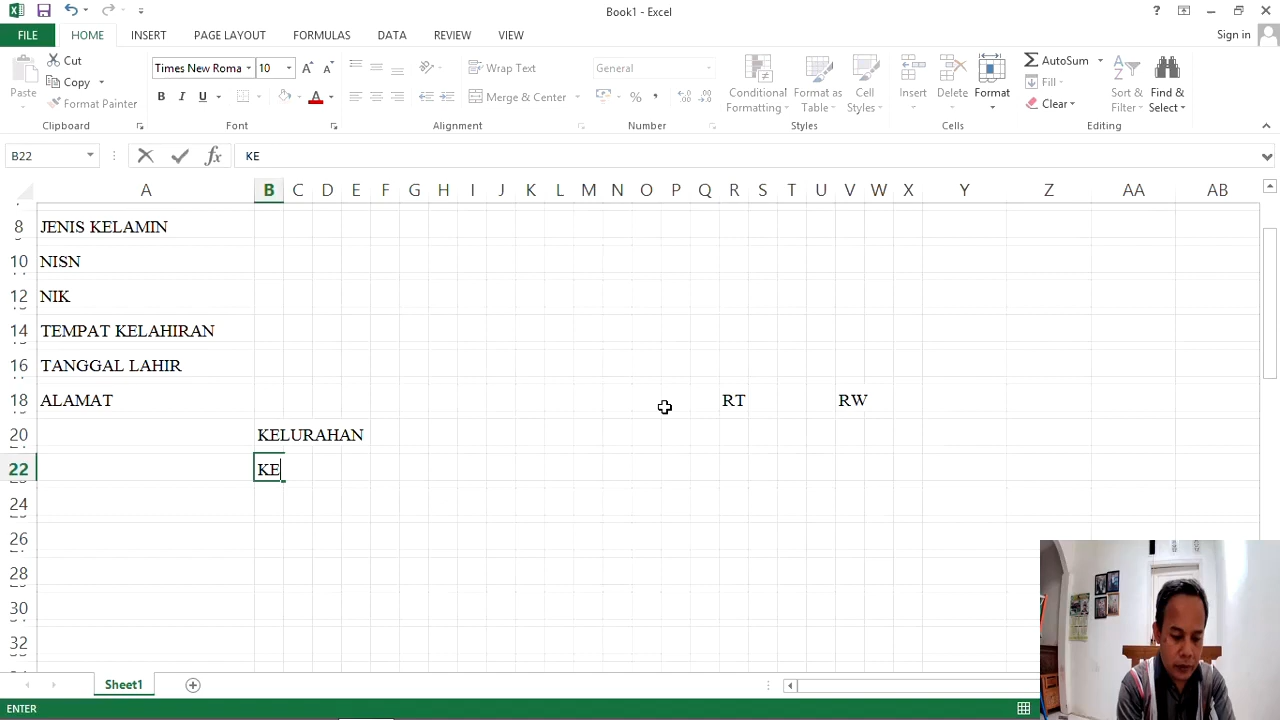 Book1 - Excel
Sign in
FILE HOME INSERT PAGE LAYOUT FORMULAS DATA REVIEW VIEW
Paste
Cut
Copy
Format Painter
Clipboard
Times New Roma 10
B I U A
Font
Wrap Text
Merge & Center
Alignment
General
%
Number
Conditional Formatting
Format as Table
Cell Styles
Styles
Insert
Delete
Format
Cells
AutoSum
Fill
Clear
Sort & Filter
Find & Select
Editing
B22 fx KE
A B C D E F G H I J K L M N O P Q R S T U V W X Y Z AA AB
8 JENIS KELAMIN
10 NISN
12 NIK
14 TEMPAT KELAHIRAN
16 TANGGAL LAHIR
18 ALAMAT RT RW
20 KELURAHAN
22 KE
24
26
28
30
32
Sheet1
ENTER